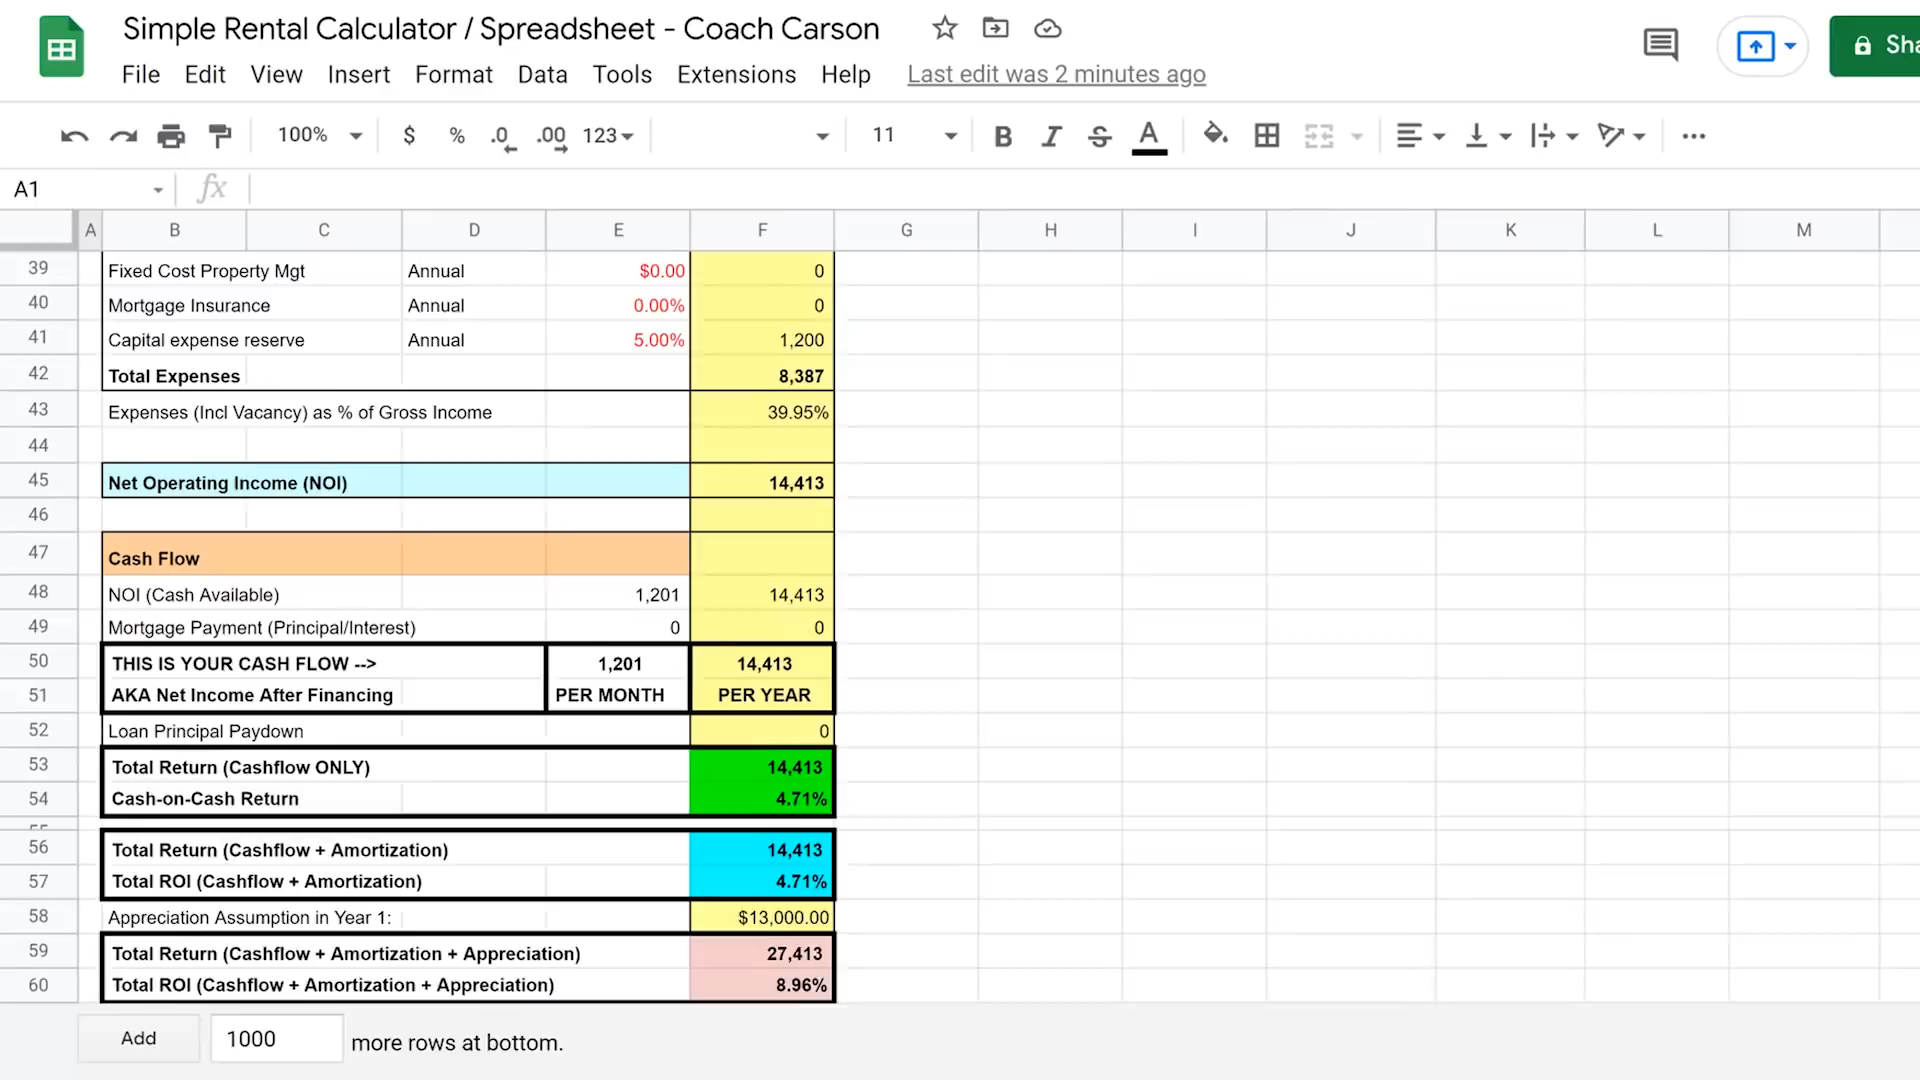 Simple Rental Calculator / Spreadsheet - Coach Carson
Sha
File Edit View Insert Format Data Tools Extensions Help Last edit was 2 minutes ago
100% $ % .0 .00 123 11 B I S A
A1 fx
A B C D E F G H I J K L M
39 Fixed Cost Property Mgt Annual $0.00 0
40 Mortgage Insurance Annual 0.00% 0
41 Capital expense reserve Annual 5.00% 1,200
42 Total Expenses 8,387
43 Expenses (Incl Vacancy) as % of Gross Income 39.95%
44
45 Net Operating Income (NOI) 14,413
46
47 Cash Flow
48 NOI (Cash Available) 1,201 14,413
49 Mortgage Payment (Principal/Interest) 0 0
50 THIS IS YOUR CASH FLOW --> 1,201 14,413
51 AKA Net Income After Financing PER MONTH PER YEAR
52 Loan Principal Paydown 0
53 Total Return (Cashflow ONLY) 14,413
54 Cash-on-Cash Return 4.71%
56 Total Return (Cashflow + Amortization) 14,413
57 Total ROI (Cashflow + Amortization) 4.71%
58 Appreciation Assumption in Year 1: $13,000.00
59 Total Return (Cashflow + Amortization + Appreciation) 27,413
60 Total ROI (Cashflow + Amortization + Appreciation) 8.96%
Add 1000 more rows at bottom.